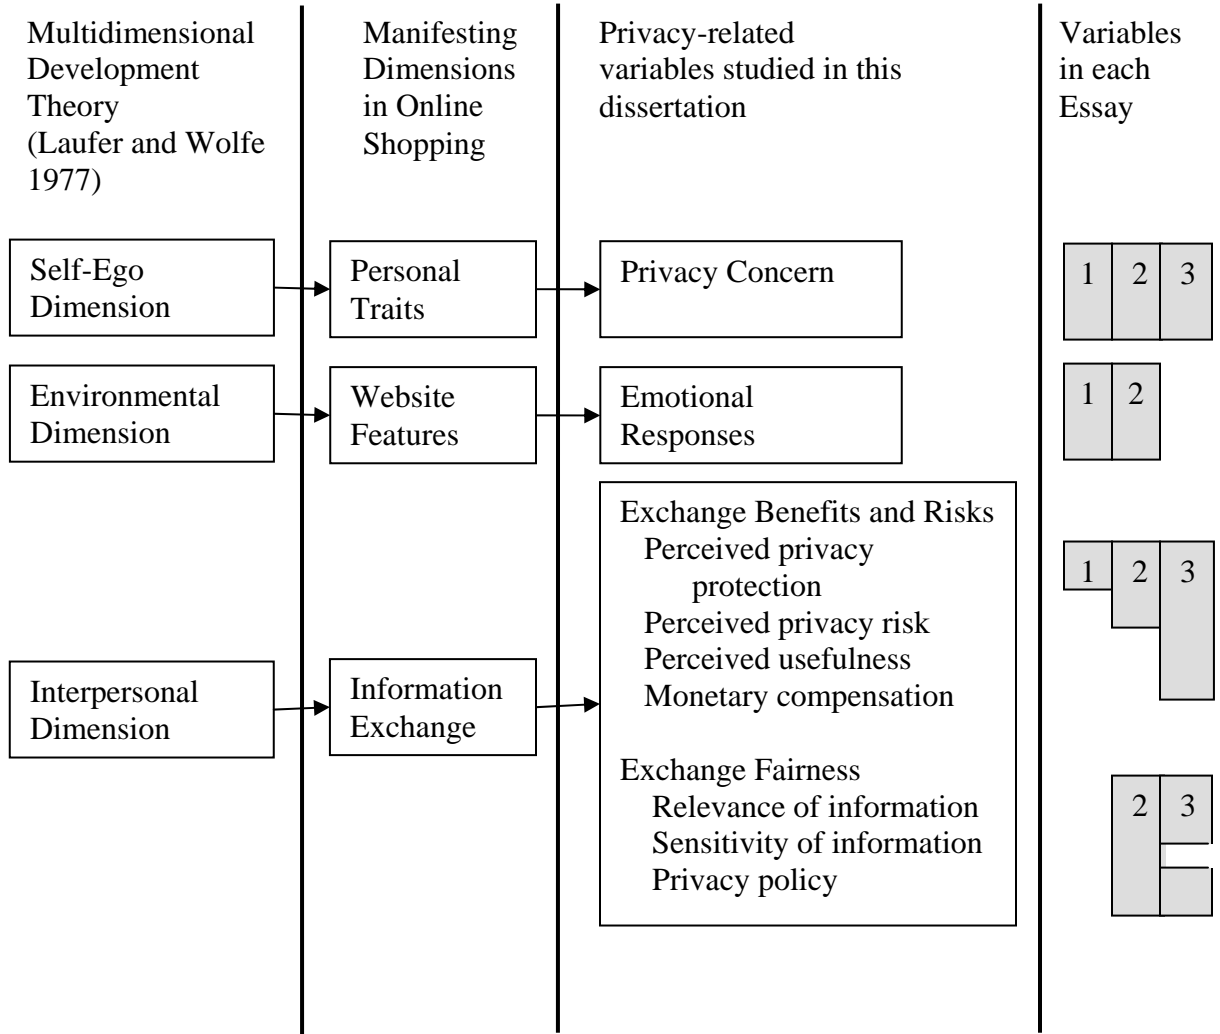 Multidimensional
Development
Theory
(Laufer and Wolfe
1977)
Manifesting
Dimensions
in Online
Shopping
Privacy-related
variables studied in this
dissertation
Variables
in each
Essay
Self-Ego
Dimension
Personal
Traits
Privacy Concern
1 2 3
Environmental
Dimension
Website
Features
Emotional
Responses
1 2
Interpersonal
Dimension
Information
Exchange
Exchange Benefits and Risks
Perceived privacy
protection
Perceived privacy risk
Perceived usefulness
Monetary compensation
1 2 3
Exchange Fairness
Relevance of information
Sensitivity of information
Privacy policy
2 3